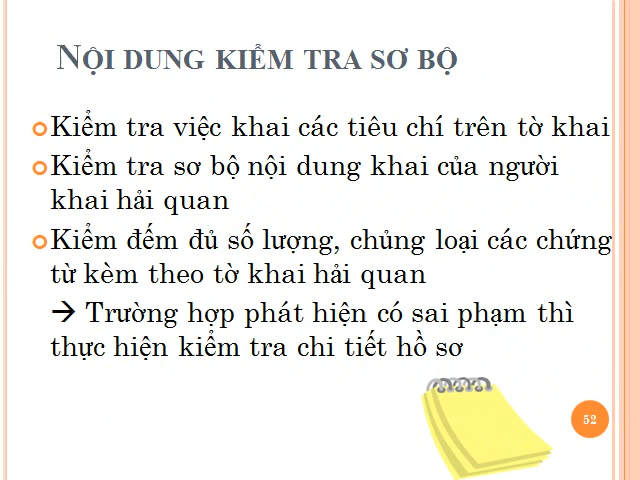 NỘI DUNG KIỂM TRA SƠ BỘ
Kiểm tra việc khai các tiêu chí trên tờ khai
Kiểm tra sơ bộ nội dung khai của người
khai hải quan
Kiểm đếm đủ số lượng, chủng loại các chứng
từ kèm theo tờ khai hải quan
→ Trường hợp phát hiện có sai phạm thì
thực hiện kiểm tra chi tiết hồ sơ
52